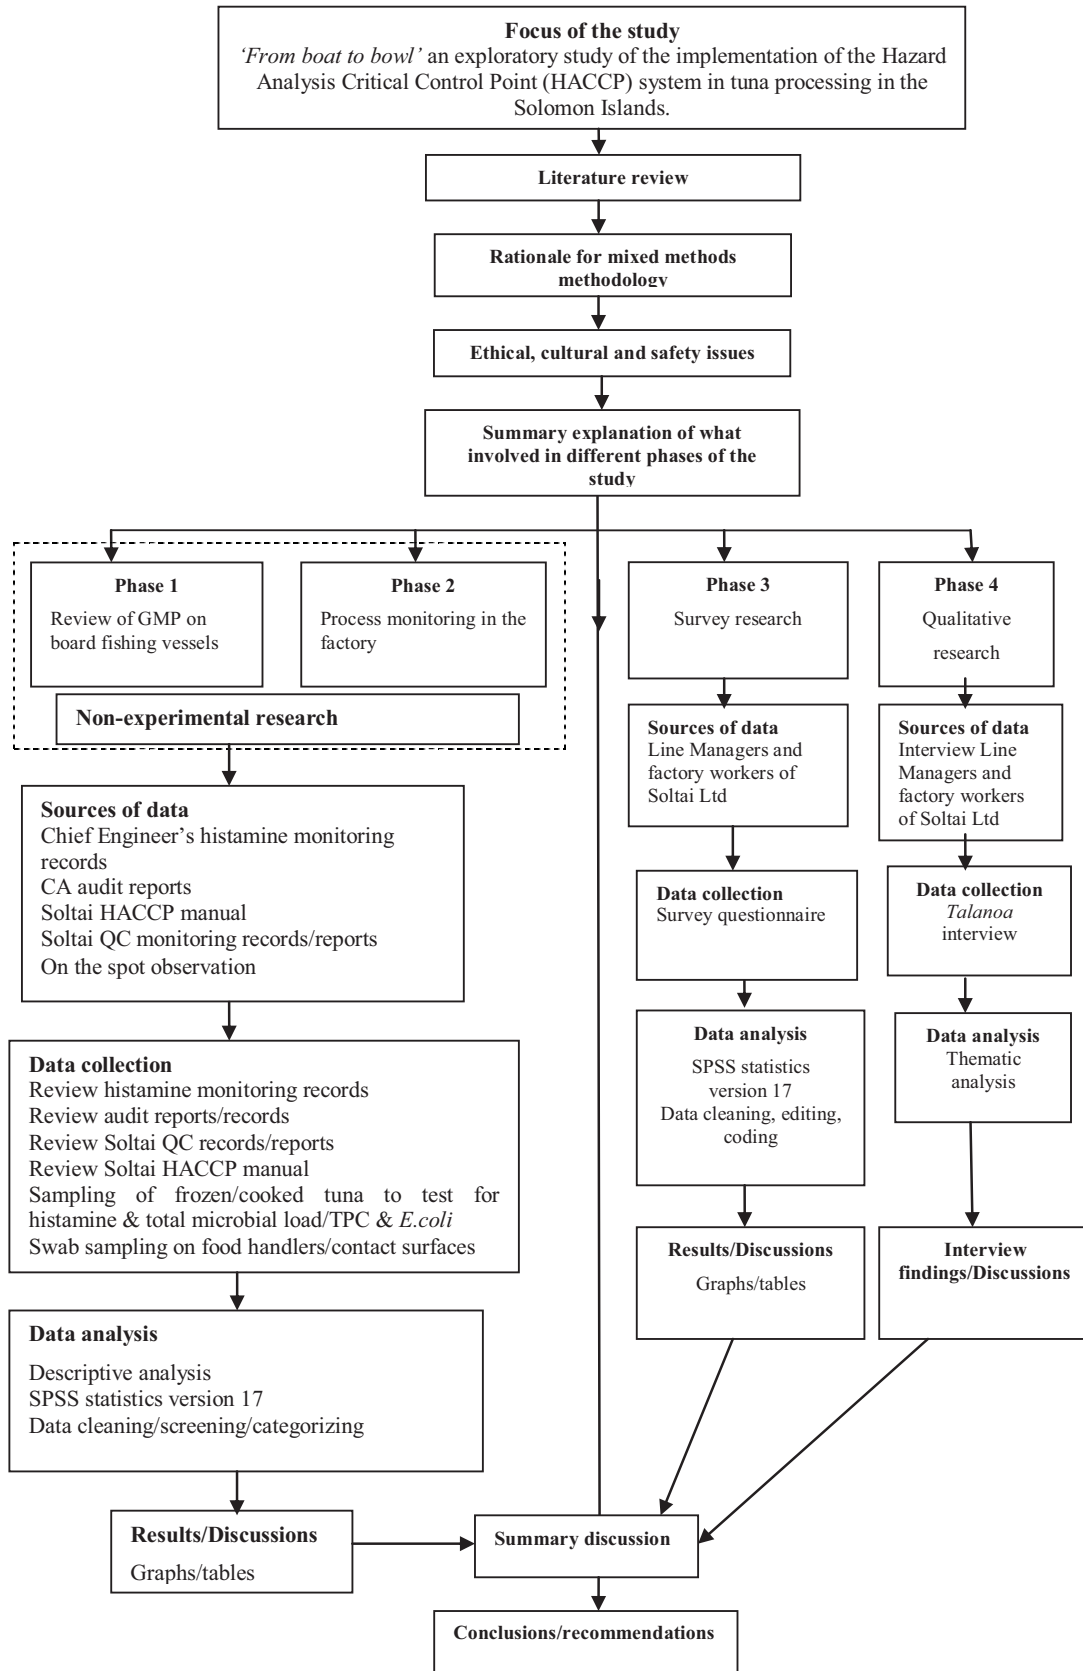 Focus of the study
‘From boat to bowl’ an exploratory study of the implementation of the Hazard
Analysis Critical Control Point (HACCP) system in tuna processing in the
Solomon Islands.
Literature review
Rationale for mixed methods
methodology
Ethical, cultural and safety issues
Summary explanation of what
involved in different phases of the
study
Phase 1
Review of GMP on
board fishing vessels
Phase 2
Process monitoring in the
factory
Non-experimental research
Phase 3
Survey research
Phase 4
Qualitative
research
Sources of data
Chief Engineer’s histamine monitoring
records
CA audit reports
Soltai HACCP manual
Soltai QC monitoring records/reports
On the spot observation
Sources of data
Line Managers and
factory workers of
Soltai Ltd
Sources of data
Interview Line
Managers and
factory workers
of Soltai Ltd
Data collection
Survey questionnaire
Data collection
Talanoa
interview
Data collection
Review histamine monitoring records
Review audit reports/records
Review Soltai QC records/reports
Review Soltai HACCP manual
Sampling of frozen/cooked tuna to test for
histamine & total microbial load/TPC & E.coli
Swab sampling on food handlers/contact surfaces
Data analysis
SPSS statistics
version 17
Data cleaning, editing,
coding
Data analysis
Thematic
analysis
Data analysis
Descriptive analysis
SPSS statistics version 17
Data cleaning/screening/categorizing
Results/Discussions
Graphs/tables
Interview
findings/Discussions
Results/Discussions
Graphs/tables
Summary discussion
Conclusions/recommendations